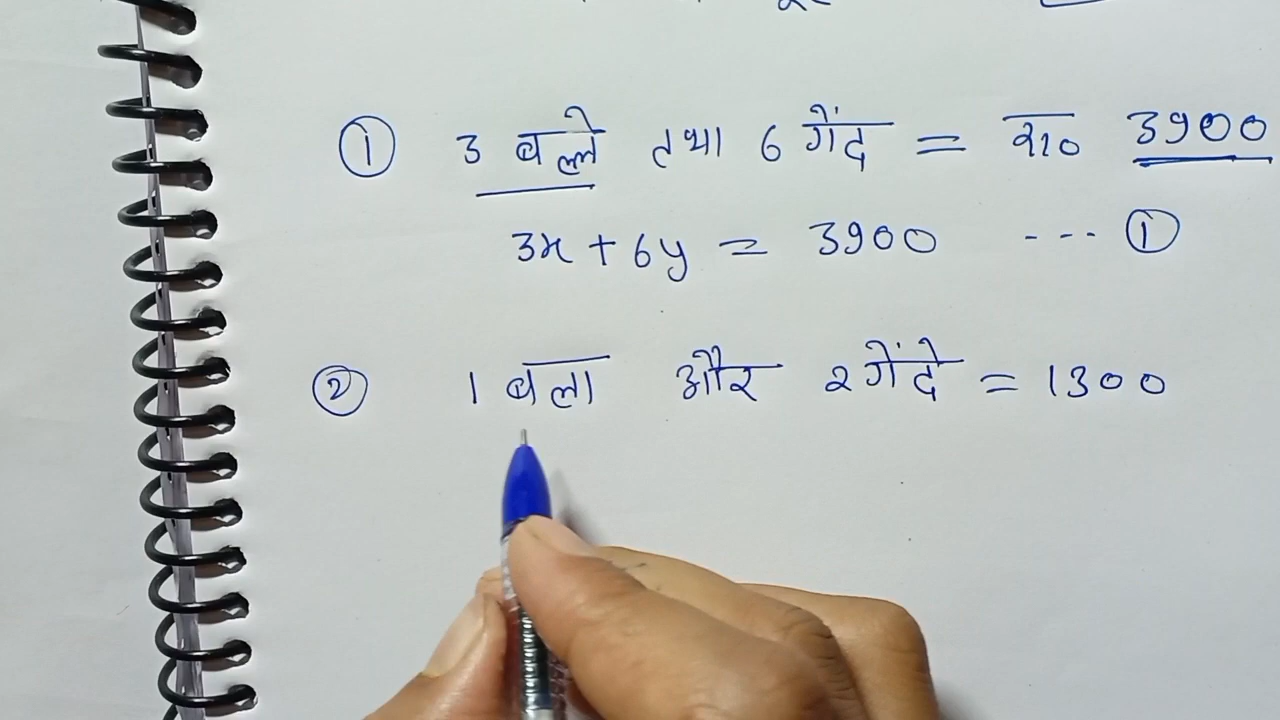 ① 3 बल्ले तथा 6 गेंद = रू० 3900
3x + 6y = 3900 --- ①
② 1 बला और 2 गेंदे = 1300